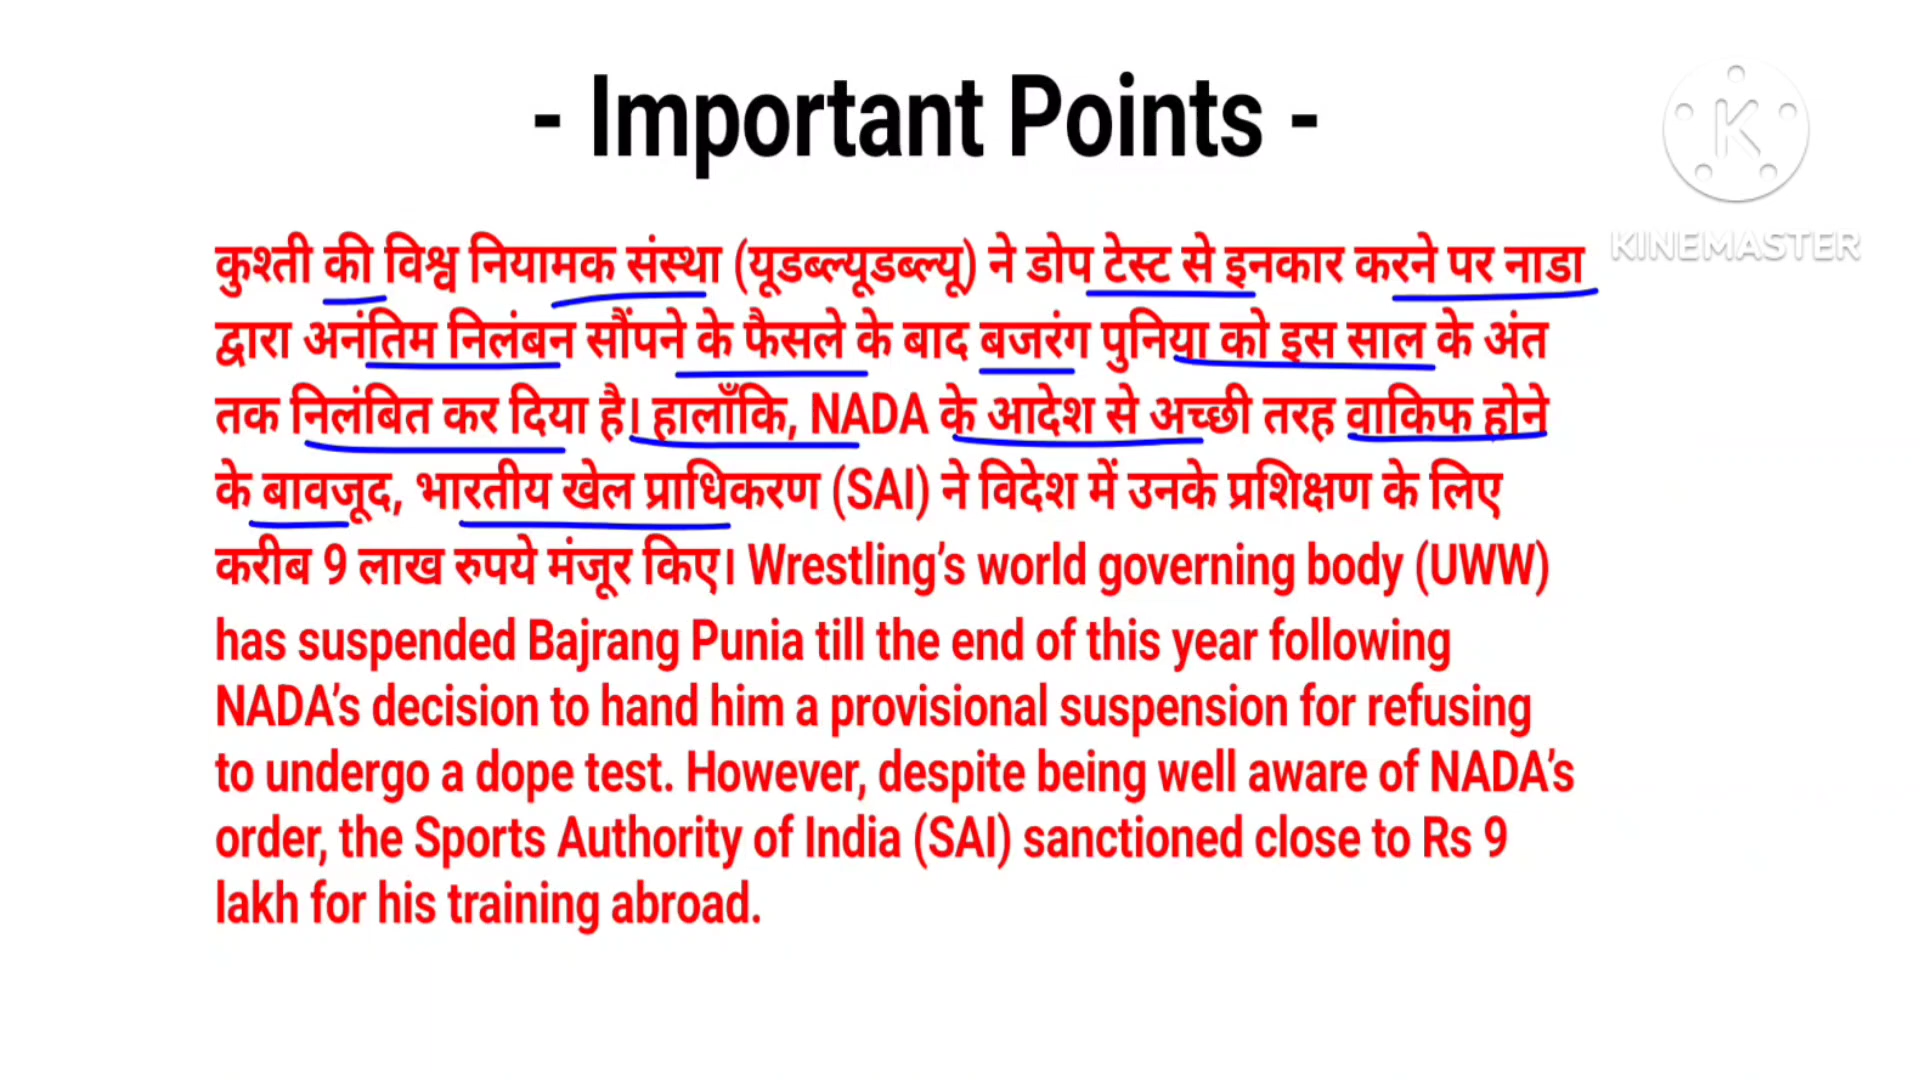 - Important Points -
K
KINEMASTER
कुश्ती की विश्व नियामक संस्था (यूडब्ल्यूडब्ल्यू) ने डोप टेस्ट से इनकार करने पर नाडा
द्वारा अनंतिम निलंबन सौंपने के फैसले के बाद बजरंग पुनिया को इस साल के अंत
तक निलंबित कर दिया है। हालाँकि, NADA के आदेश से अच्छी तरह वाकिफ होने
के बावजूद, भारतीय खेल प्राधिकरण (SAI) ने विदेश में उनके प्रशिक्षण के लिए
करीब 9 लाख रुपये मंजूर किए। Wrestling’s world governing body (UWW)
has suspended Bajrang Punia till the end of this year following
NADA’s decision to hand him a provisional suspension for refusing
to undergo a dope test. However, despite being well aware of NADA’s
order, the Sports Authority of India (SAI) sanctioned close to Rs 9
lakh for his training abroad.